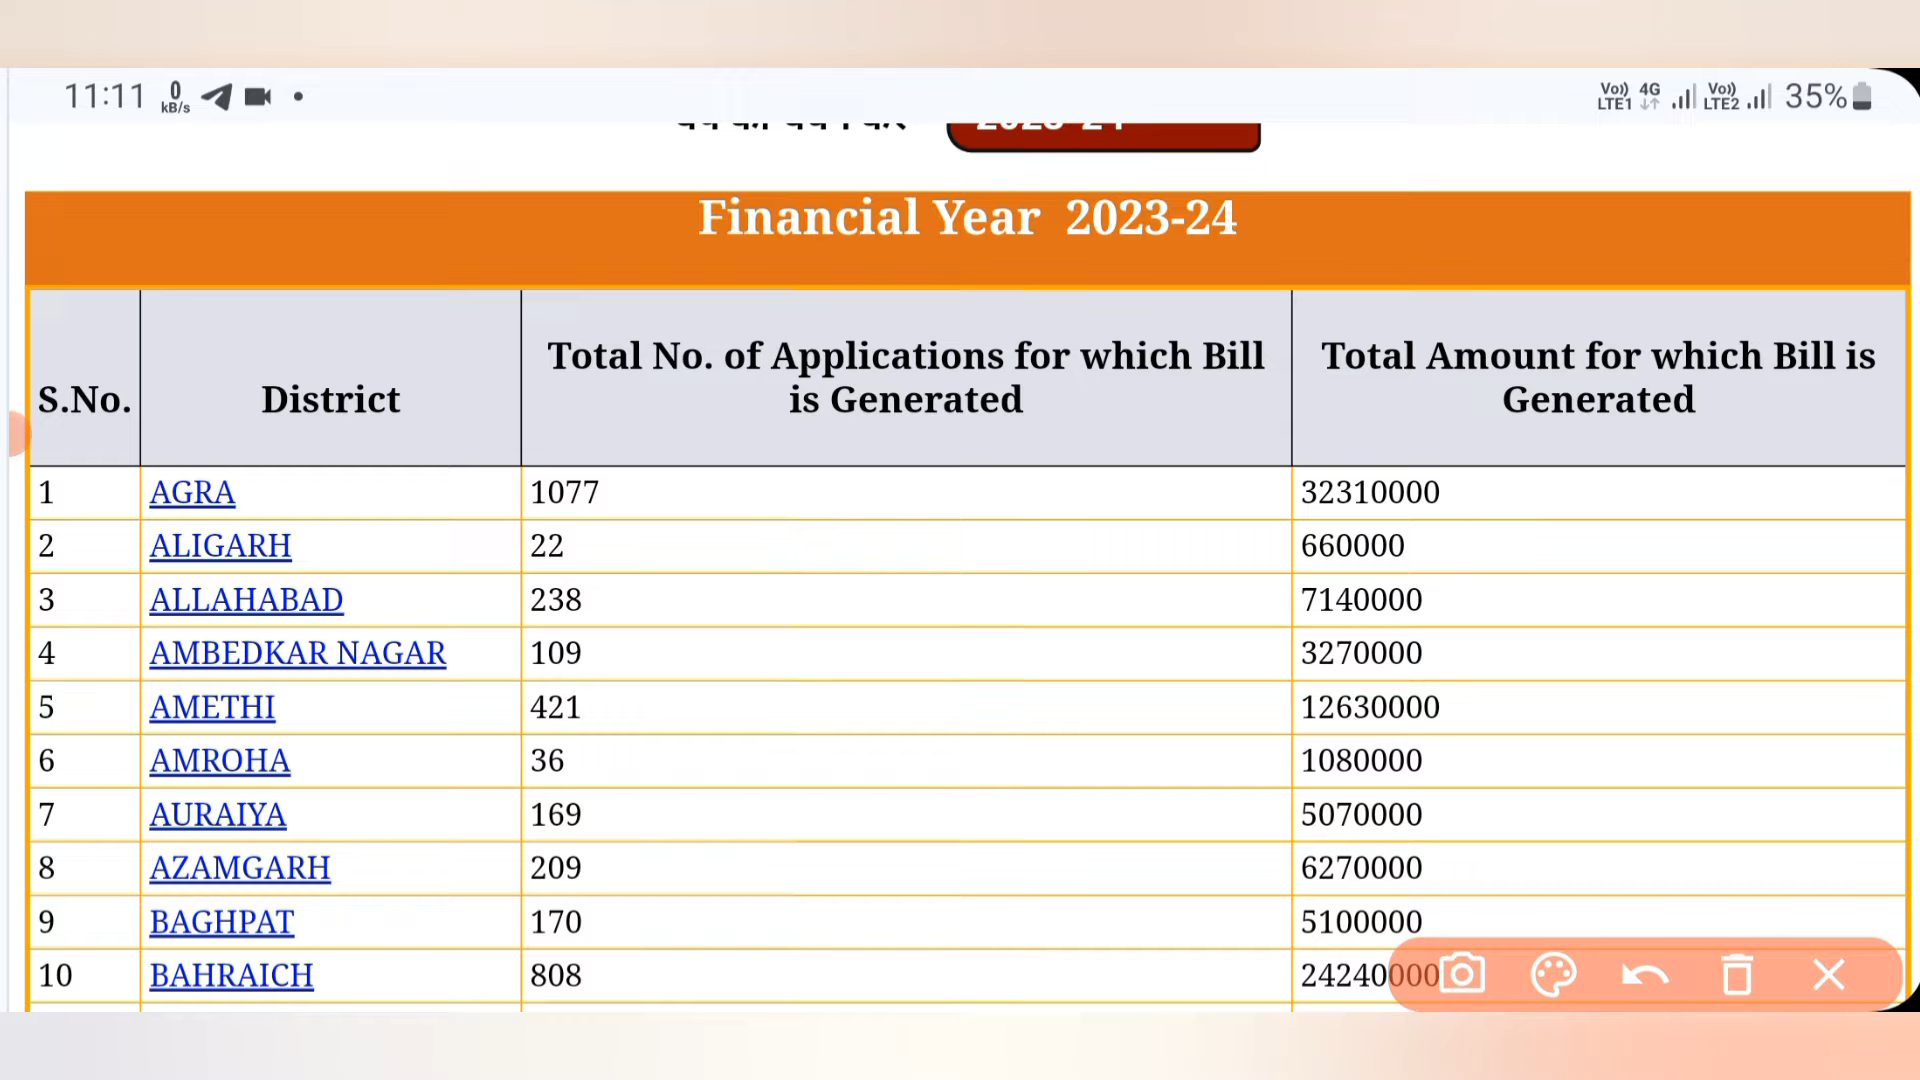 11:11 0 kB/s Vo)) LTE1 4G Vo)) LTE2 35%
2023-24
Financial Year 2023-24
S.No. District Total No. of Applications for which Bill is Generated Total Amount for which Bill is Generated
1 AGRA 1077 32310000
2 ALIGARH 22 660000
3 ALLAHABAD 238 7140000
4 AMBEDKAR NAGAR 109 3270000
5 AMETHI 421 12630000
6 AMROHA 36 1080000
7 AURAIYA 169 5070000
8 AZAMGARH 209 6270000
9 BAGHPAT 170 5100000
10 BAHRAICH 808 24240000